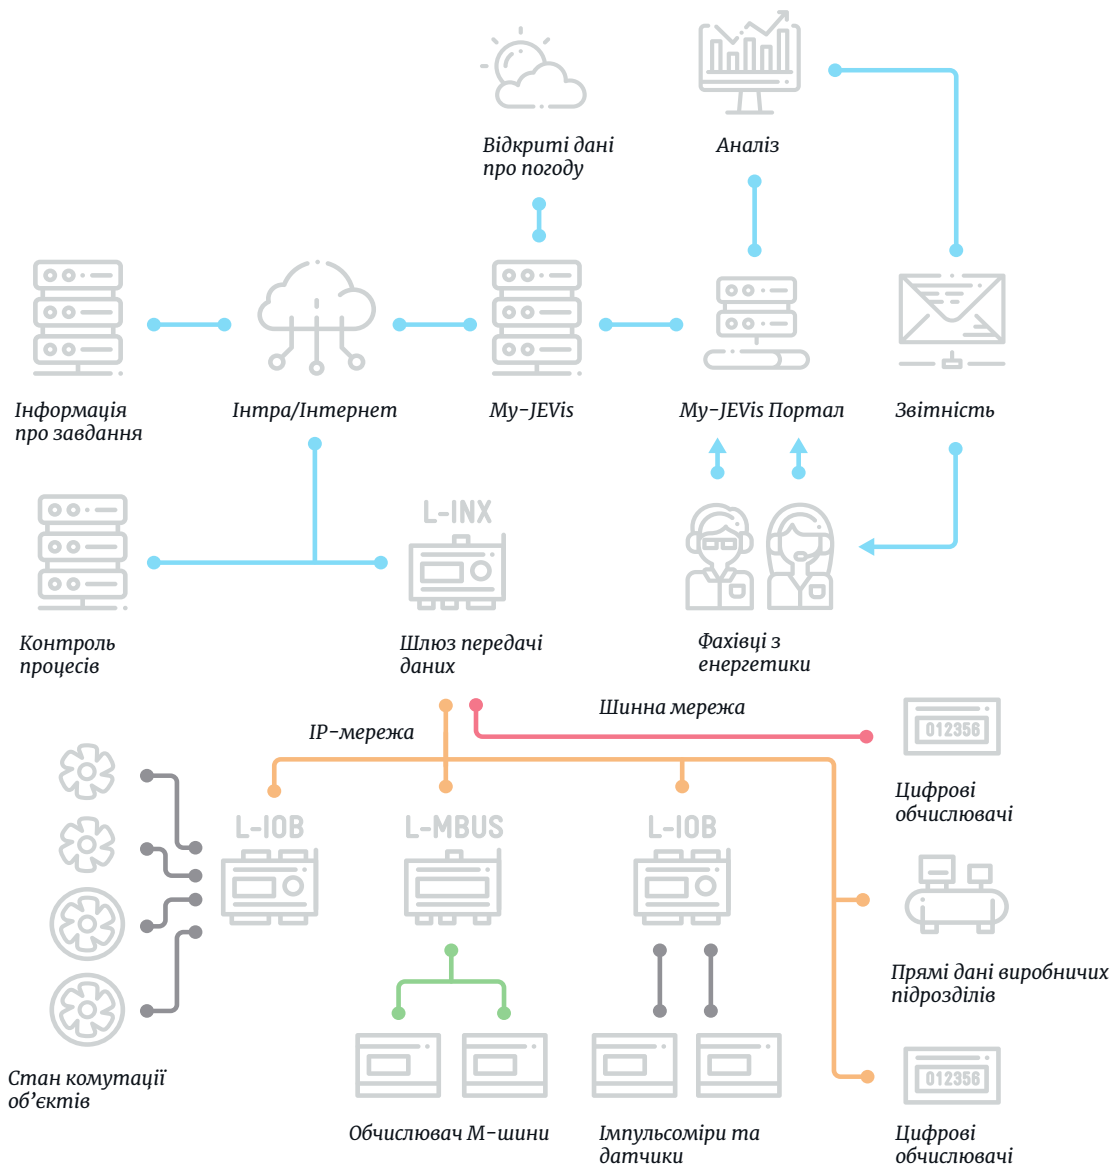 Відкриті дані
про погоду
Аналіз
Інформація
про завдання
Інтра/Інтернет
My-JEVis
My-JEVis Портал
Звітність
L-INX
Контроль
процесів
Шлюз передачі
даних
Фахівці з
енергетики
Шинна мережа
IP-мережа
012356
Цифрові
обчислювачі
L-IOB
L-MBUS
L-IOB
Прямі дані виробничих
підрозділів
012356
Стан комутації
об’єктів
Обчислювач М-шини
Імпульсоміри та
датчики
Цифрові
обчислювачі